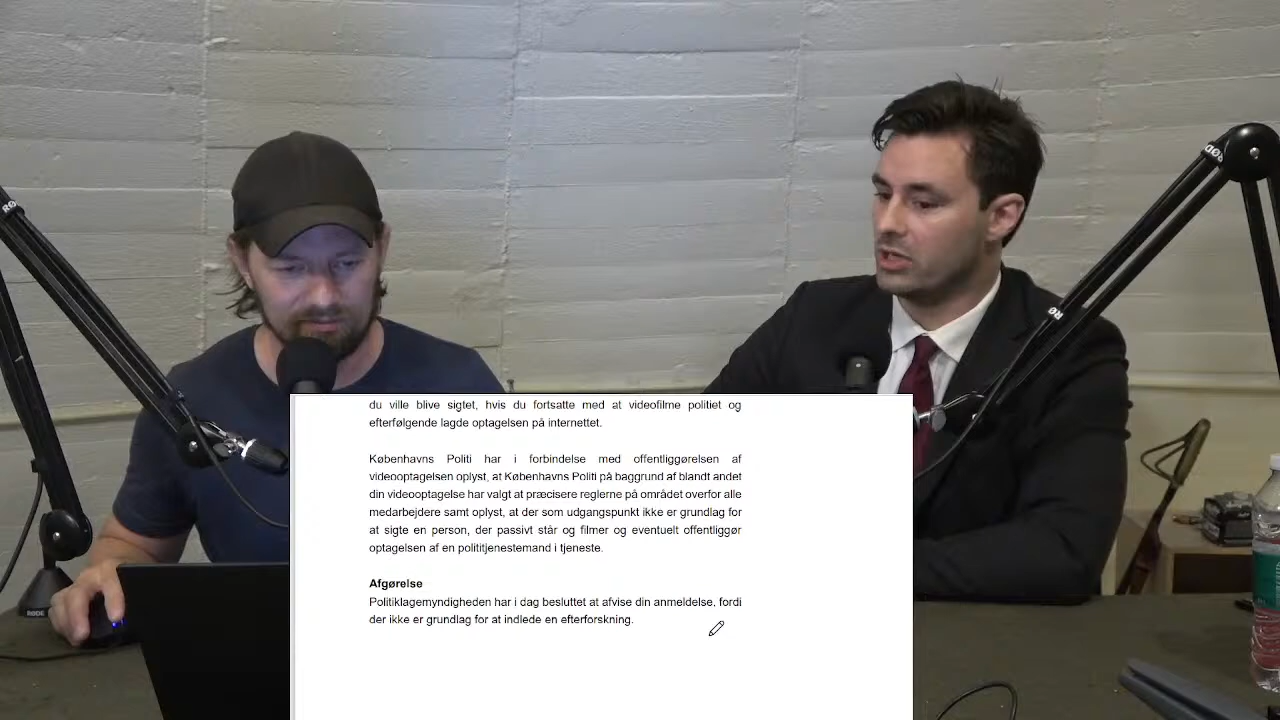 RØ
RØDE
RØDE
RØ
du ville blive sigtet, hvis du fortsatte med at videofilme politiet og
efterfølgende lagde optagelsen på internettet.
Københavns Politi har i forbindelse med offentliggørelsen af
videooptagelsen oplyst, at Københavns Politi på baggrund af blandt andet
din videooptagelse har valgt at præcisere reglerne på området overfor alle
medarbejdere samt oplyst, at der som udgangspunkt ikke er grundlag for
at sigte en person, der passivt står og filmer og eventuelt offentliggør
optagelsen af en polititjenestemand i tjeneste.
Afgørelse
Politiklagemyndigheden har i dag besluttet at afvise din anmeldelse, fordi
der ikke er grundlag for at indlede en efterforskning.